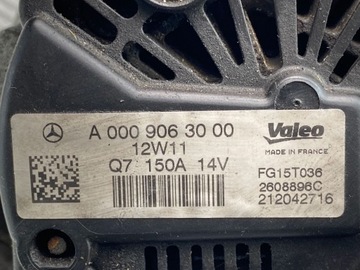 A 000 906 30 00
12W11
Q7 150A 14V
Valeo
MADE IN FRANCE
FG15T036
2608896C
212042716